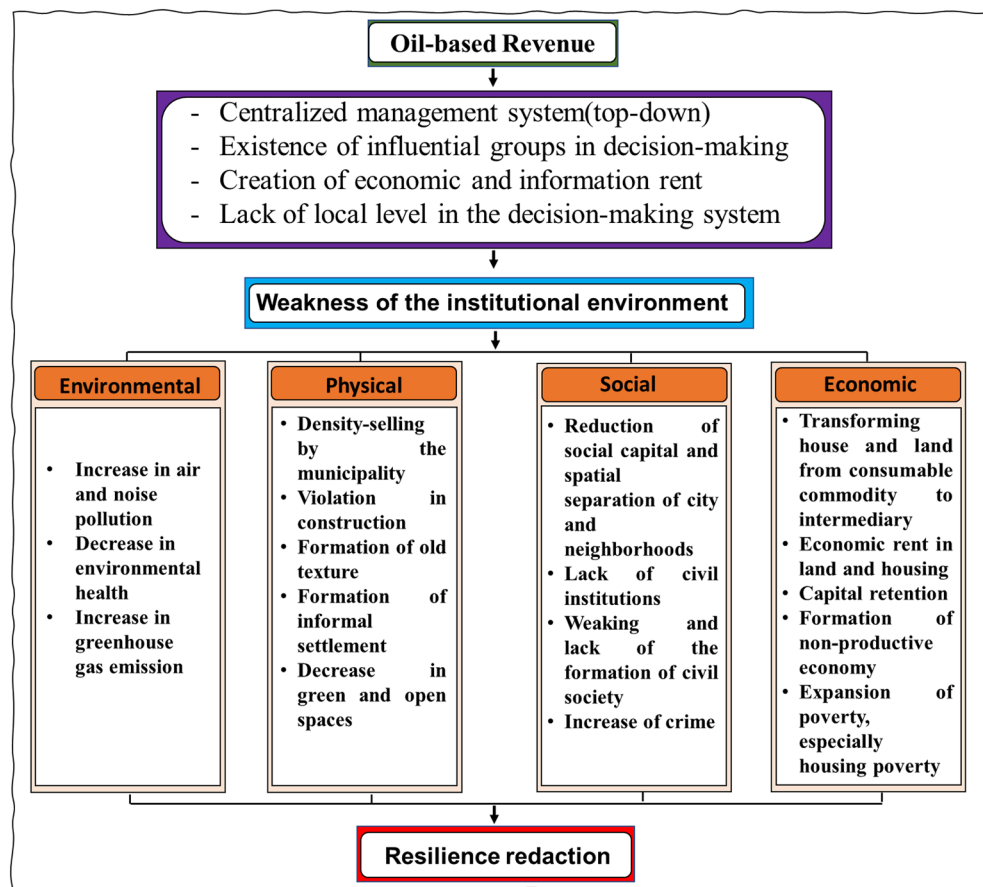 Oil-based Revenue
- Centralized management system(top-down)
- Existence of influential groups in decision-making
- Creation of economic and information rent
- Lack of local level in the decision-making system
Weakness of the institutional environment
Environmental
• Increase in air
and noise
pollution
• Decrease in
environmental
health
• Increase in
greenhouse
gas emission
Physical
• Density-selling
by the
municipality
• Violation in
construction
• Formation of old
texture
• Formation of
informal
settlement
• Decrease in
green and open
spaces
Social
• Reduction of
social capital and
spatial
separation of city
and
neighborhoods
• Lack of civil
institutions
• Weaking and
lack of the
formation of civil
society
• Increase of crime
Economic
• Transforming
house and land
from consumable
commodity to
intermediary
• Economic rent in
land and housing
• Capital retention
• Formation of
non-productive
economy
• Expansion of
poverty,
especially
housing poverty
Resilience redaction